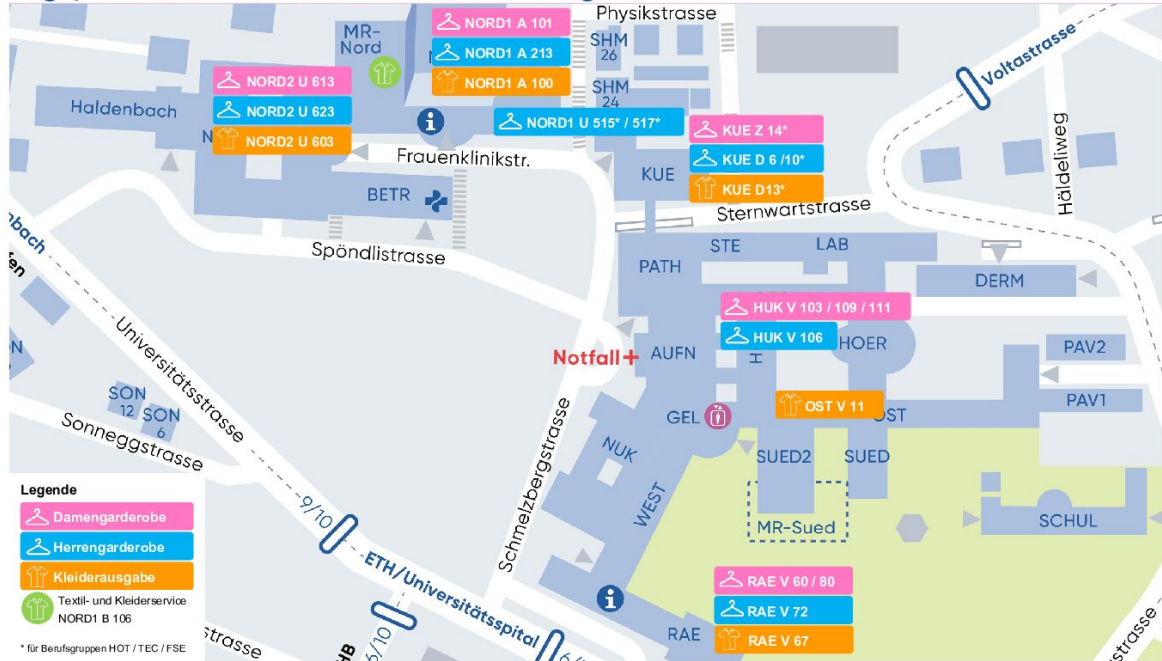 Physikstrasse
NORD1 A 101
NORD1 A 213
NORD1 A 100
MR-
Nord
SHM
26
SHM
24
Voltastrasse
NORD2 U 613
NORD2 U 623
NORD2 U 603
Haldenbach
NORD1 U 515* / 517*
KUE Z 14*
KUE D 6 /10*
KUE D13*
KUE
Frauenklinikstr.
BETR
Häldeliweg
Sternwartstrasse
Spöndlistrasse
STE
LAB
PATH
DERM
HUK V 103 / 109 / 111
HUK V 106
HOER
Notfall
AUFN
PAV2
PAV1
Universitätsstrasse
SON
12
SON
6
Sonneggstrasse
OST V 11
OST
GEL
NUK
SUED2
SUED
WEST
MR-Sued
SCHUL
Schmelzbergstrasse
Legende
Damengarderobe
Herrengarderobe
Kleiderausgabe
Textil- und Kleiderservice
NORD1 B 106
* für Berufsgruppen HOT / TEC / FSE
9/10
ETH/Universitätsspital
RAE V 60 / 80
RAE V 72
RAE V 67
RAE